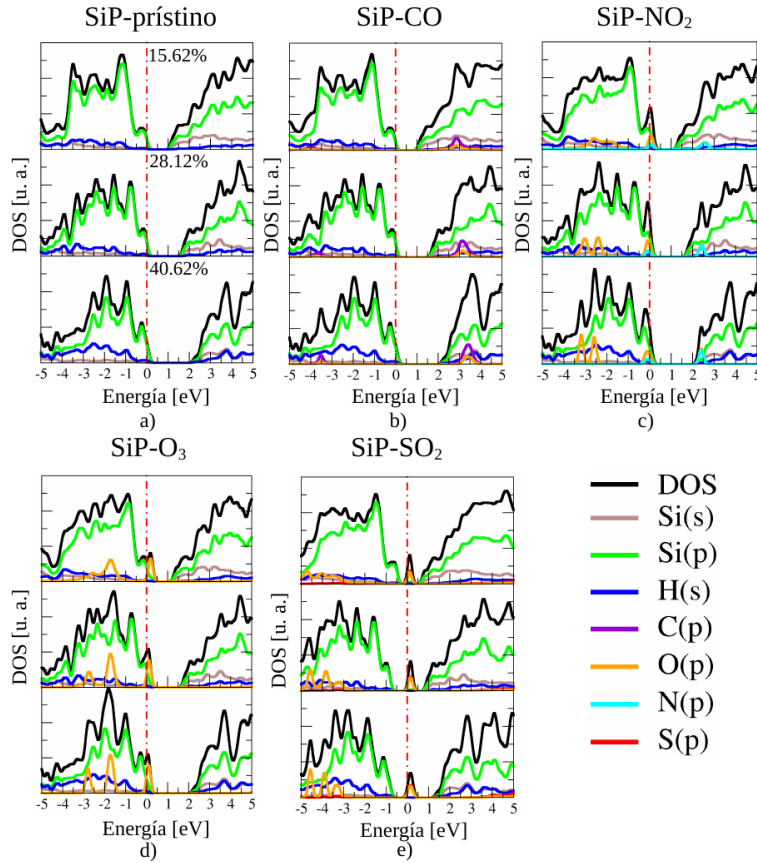 SiP-prístino
SiP-CO
SiP-NO₂
15.62%
28.12%
40.62%
DOS [u. a.]
DOS [u. a.]
DOS [u. a.]
-5 -4 -3 -2 -1 0 1 2 3 4 5
-5 -4 -3 -2 -1 0 1 2 3 4 5
-5 -4 -3 -2 -1 0 1 2 3 4 5
Energía [eV]
Energía [eV]
Energía [eV]
a)
b)
c)
SiP-O₃
SiP-SO₂
DOS [u. a.]
DOS [u. a.]
-5 -4 -3 -2 -1 0 1 2 3 4 5
-5 -4 -3 -2 -1 0 1 2 3 4 5
Energía [eV]
Energía [eV]
d)
e)
DOS
Si(s)
Si(p)
H(s)
C(p)
O(p)
N(p)
S(p)